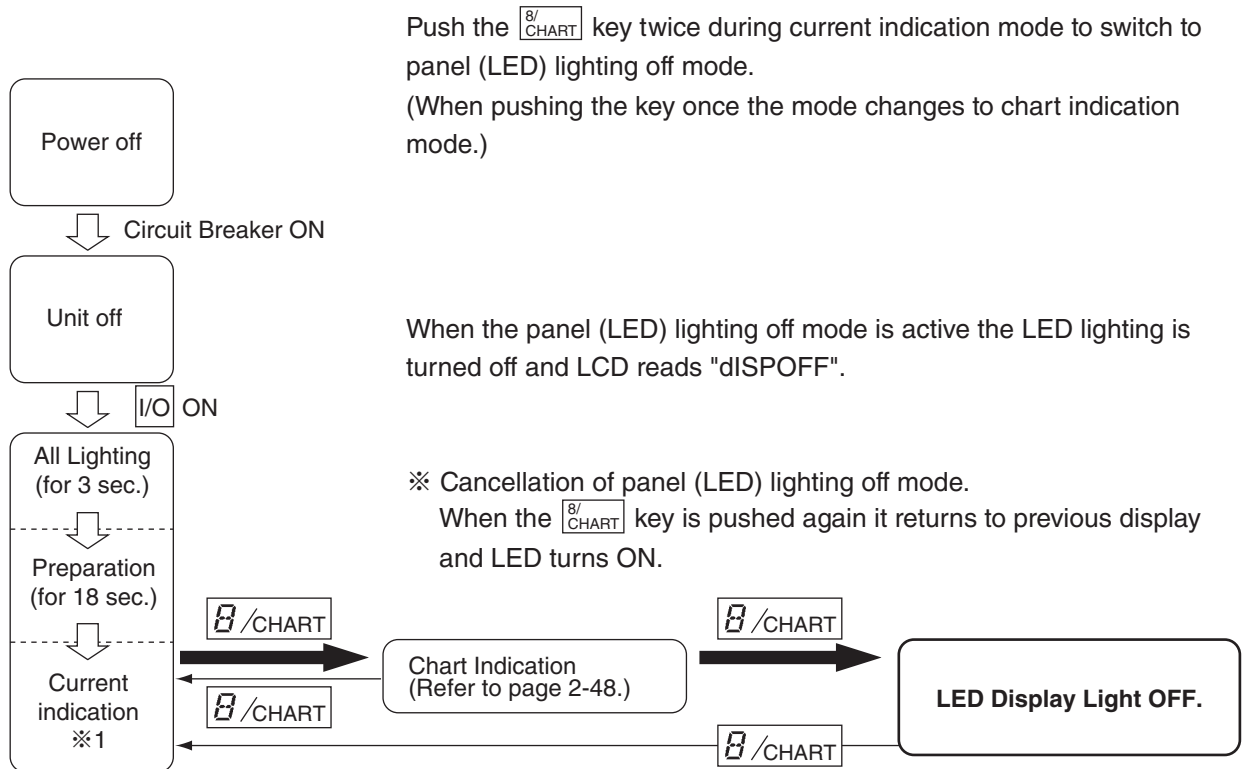 Push the 8/CHART key twice during current indication mode to switch to
panel (LED) lighting off mode.
(When pushing the key once the mode changes to chart indication
mode.)
Power off
Circuit Breaker ON
Unit off
When the panel (LED) lighting off mode is active the LED lighting is
turned off and LCD reads "dISPOFF".
I/O ON
All Lighting
(for 3 sec.)
※ Cancellation of panel (LED) lighting off mode.
When the 8/CHART key is pushed again it returns to previous display
and LED turns ON.
Preparation
(for 18 sec.)
8/CHART
8/CHART
Chart Indication
(Refer to page 2-48.)
Current
indication
※1
8/CHART
LED Display Light OFF.
8/CHART